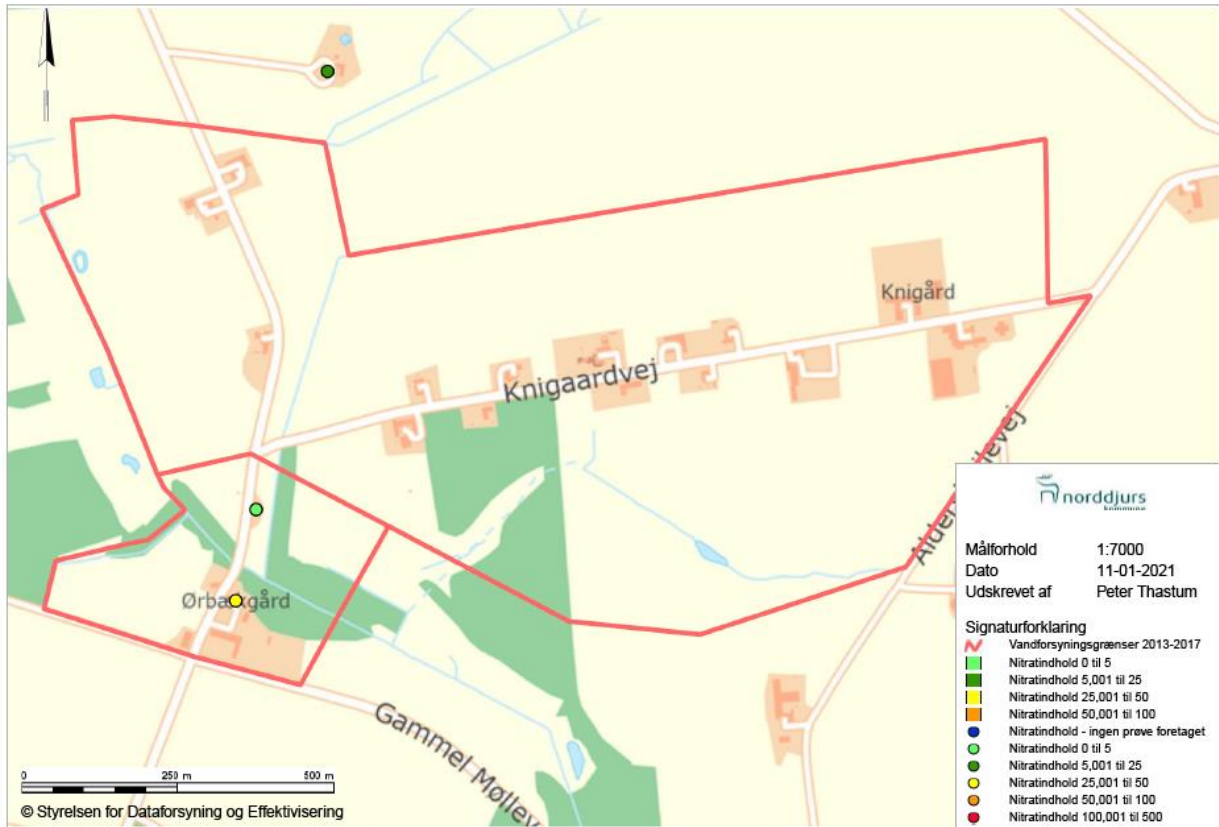 Knigård
Knigaardvej
Ørbækgård
Gammel Møllev
norddjurs
kommune
Målforhold 1:7000
Dato 11-01-2021
Udskrevet af Peter Thastum
Signaturforklaring
Vandforsyningsgrænser 2013-2017
Nitratindhold 0 til 5
Nitratindhold 5,001 til 25
Nitratindhold 25,001 til 50
Nitratindhold 50,001 til 100
Nitratindhold - ingen prøve foretaget
Nitratindhold 0 til 5
Nitratindhold 5,001 til 25
Nitratindhold 25,001 til 50
Nitratindhold 50,001 til 100
Nitratindhold 100,001 til 500
0 250 m 500 m
© Styrelsen for Dataforsyning og Effektivisering